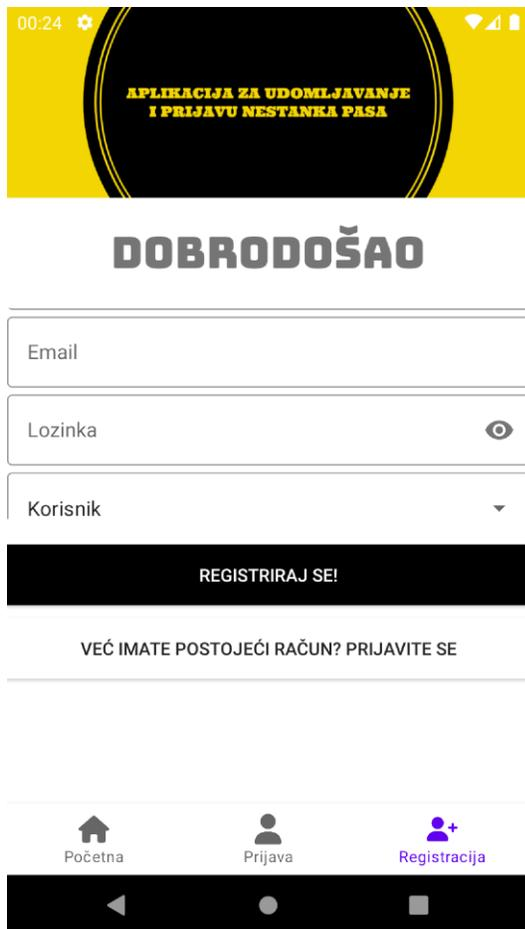 00:24
APLIKACIJA ZA UDOMLJAVANJE
I PRIJAVU NESTANKA PASA
DOBRODOŠAO
Email
Lozinka
Korisnik
REGISTRIRAJ SE!
VEĆ IMATE POSTOJEĆI RAČUN? PRIJAVITE SE
Početna
Prijava
Registracija